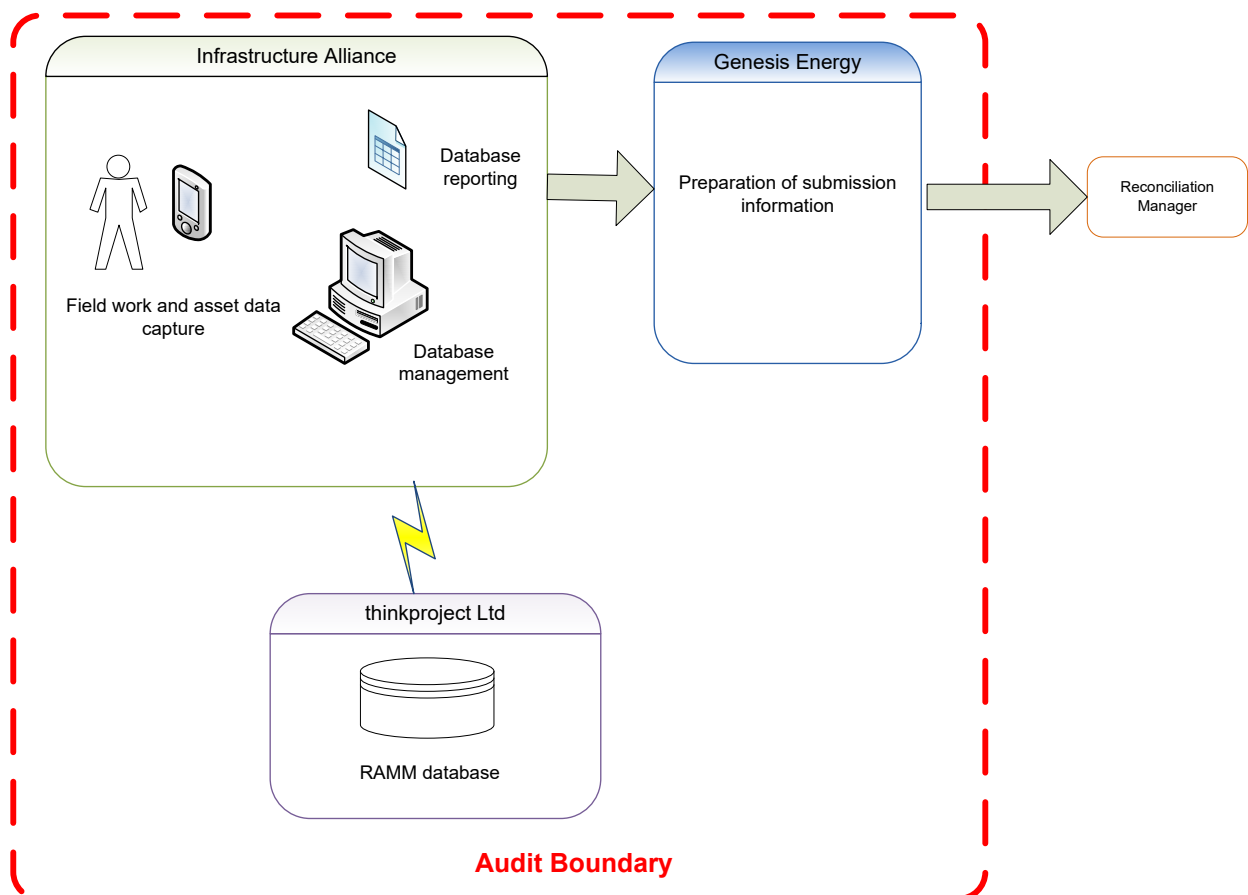 Infrastructure Alliance
Genesis Energy
Database
reporting
Preparation of submission
information
Reconciliation
Manager
Field work and asset data
capture
Database
management
thinkproject Ltd
RAMM database
Audit Boundary